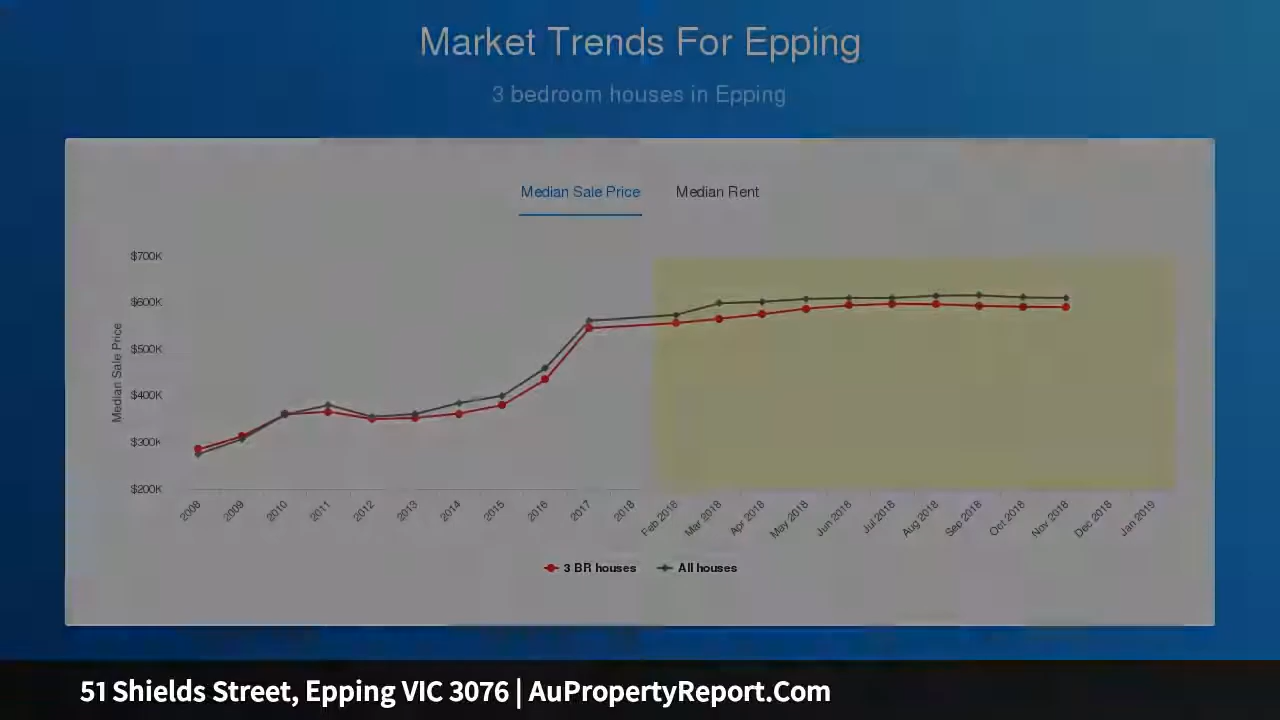 Market Trends For Epping
3 bedroom houses in Epping
Median Sale Price Median Rent
$700K
$600K
$500K
$400K
$300K
$200K
Median Sale Price
2008 2009 2010 2011 2012 2013 2014 2015 2016 2017 2018 Feb 2018 Mar 2018 Apr 2018 May 2018 Jun 2018 Jul 2018 Aug 2018 Sep 2018 Oct 2018 Nov 2018 Dec 2018 Jan 2019
3 BR houses All houses
51 Shields Street, Epping VIC 3076 | AuPropertyReport.Com